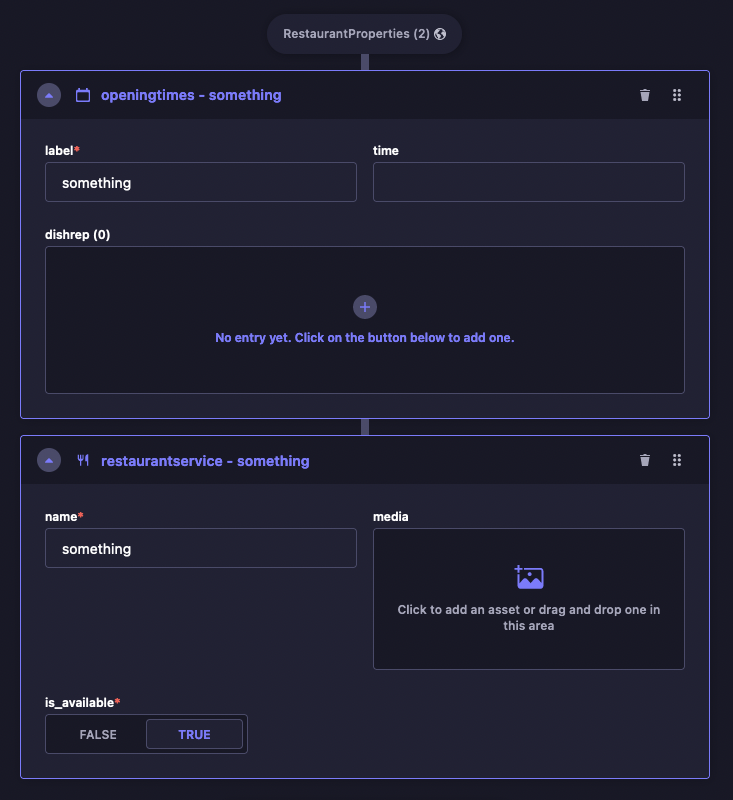 RestaurantProperties (2)
openingtimes - something
label*
time
something
dishrep (0)
No entry yet. Click on the button below to add one.
restaurantservice - something
name*
media
something
Click to add an asset or drag and drop one in
this area
is_available*
FALSE
TRUE